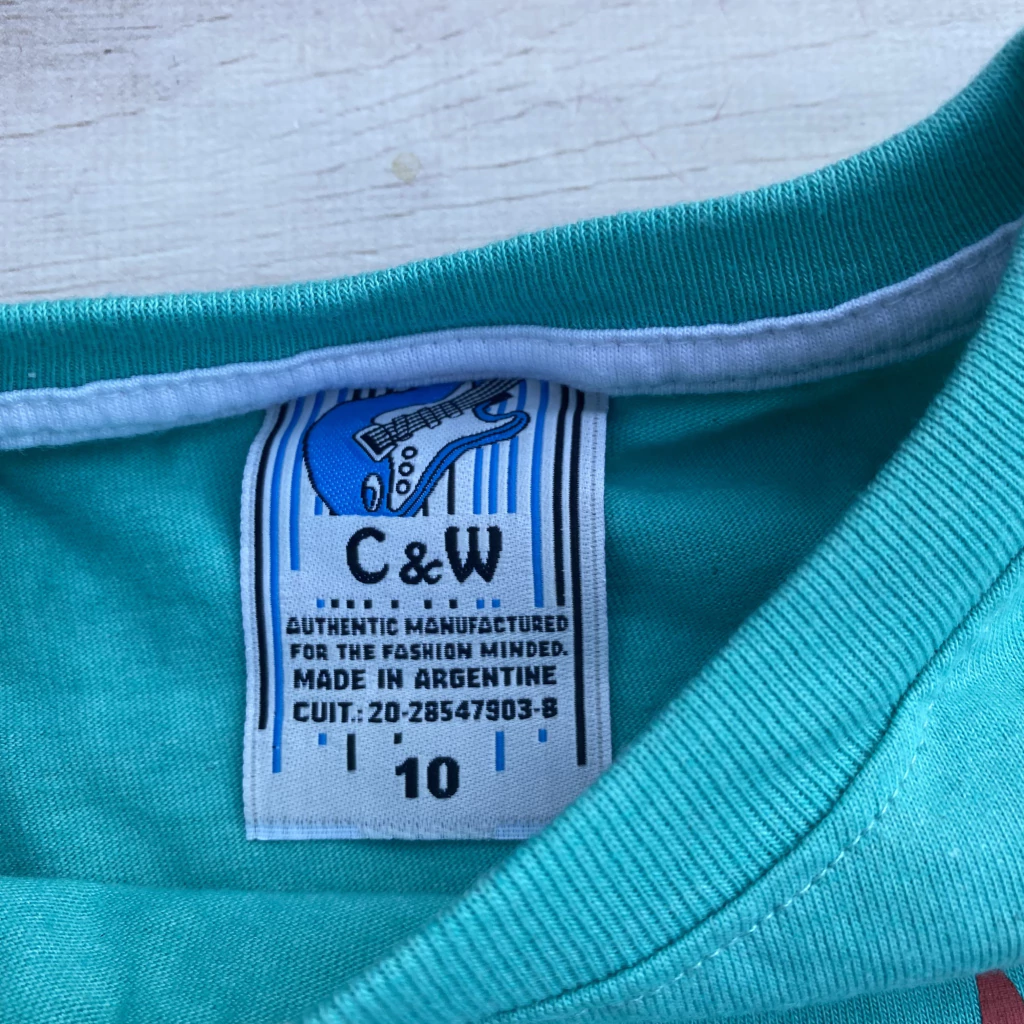 C & W
AUTHENTIC MANUFACTURED
FOR THE FASHION MINDED.
MADE IN ARGENTINE
CUIT.: 20-28547903-8
10